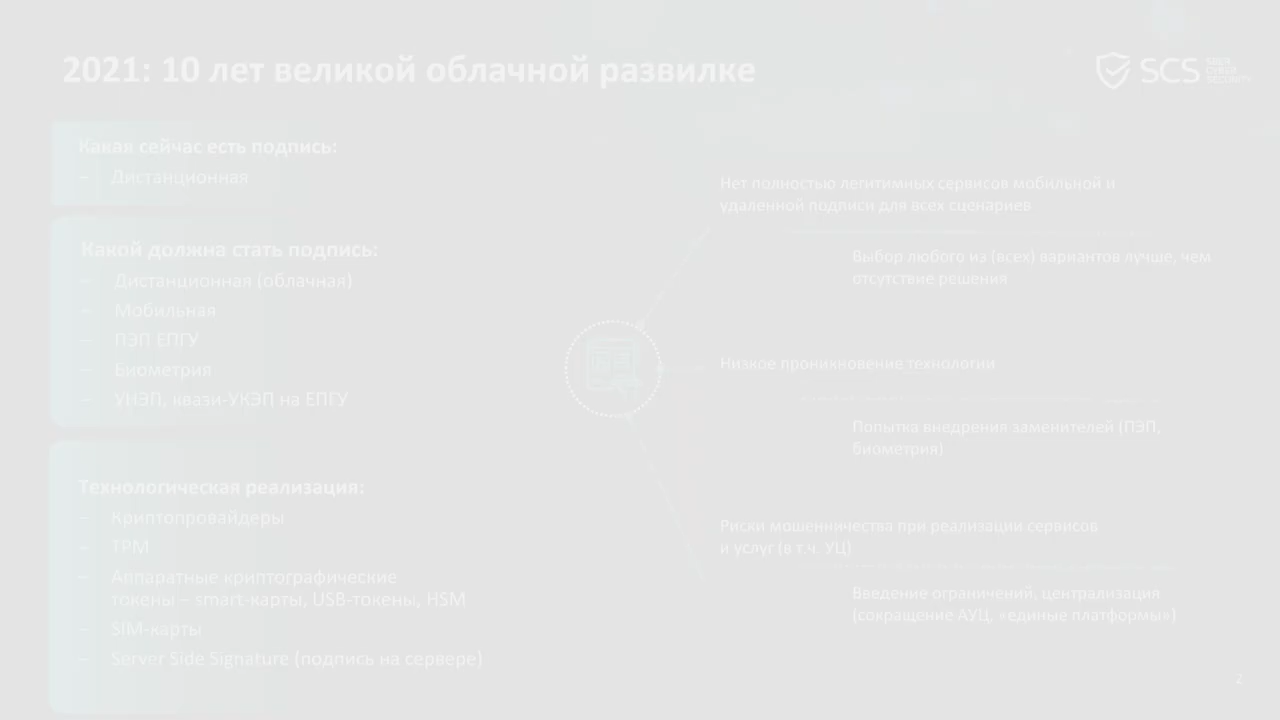 2021: 10 лет великой облачной развилке
SCS
Какая сейчас есть подпись:
– Дистанционная
Какой должна стать подпись:
– Дистанционная (облачная)
– Мобильная
– ПЭП ЕПГУ
– Биометрия
– УНЭП, квази-УКЭП на ЕПГУ
Технологическая реализация:
– Криптопровайдеры
– TPM
– Аппаратные криптографические
токены – smart-карты, USB-токены, HSM
– SIM-карты
– Server Side Signature (подпись на сервере)
Нет полностью легитимных сервисов мобильной и
удаленной подписи для всех сценариев
Выбор любого из (всех) вариантов лучше, чем
отсутствие решения
Низкое проникновение технологии
Попытка внедрения заменителей (ПЭП,
биометрия)
Риски мошенничества при реализации сервисов
и услуг (в т.ч. УЦ)
Введение ограничений, централизация
(сокращение АУЦ, «единые платформы»)
2